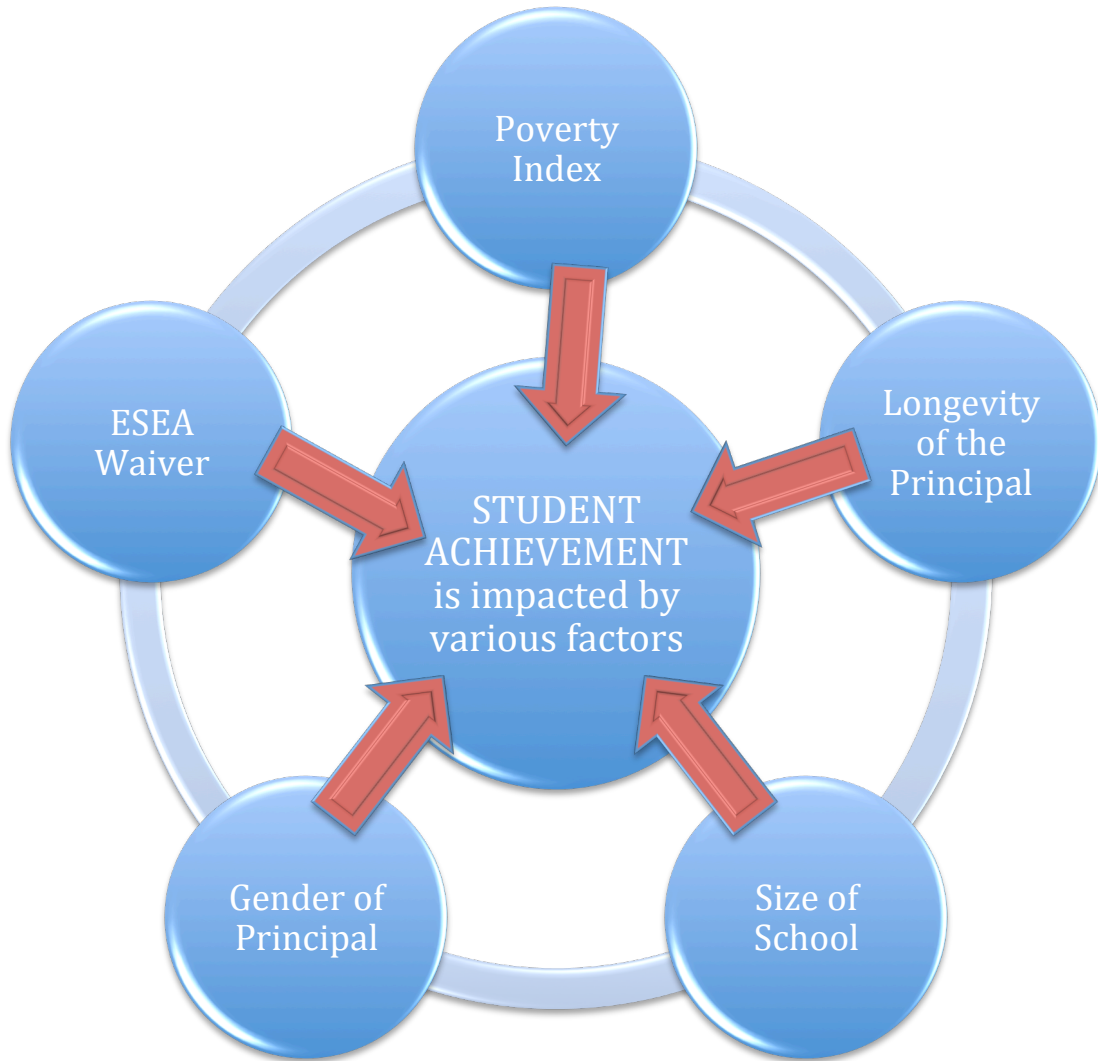 Poverty
Index
Longevity
of the
Principal
Size of
School
Gender of
Principal
ESEA
Waiver
STUDENT
ACHIEVEMENT
is impacted by
various factors